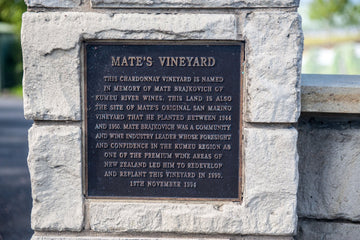 MATE'S VINEYARD
THIS CHARDONNAY VINEYARD IS NAMED
IN MEMORY OF MATE BRAJKOVICH OF
KUMEU RIVER WINES. THIS LAND IS ALSO
THE SITE OF MATE'S ORIGINAL SAN MARINO
VINEYARD THAT HE PLANTED BETWEEN 1944
AND 1960. MATE BRAJKOVICH WAS A COMMUNITY
AND WINE INDUSTRY LEADER WHOSE FORESIGHT
AND CONFIDENCE IN THE KUMEU REGION AS
ONE OF THE PREMIUM WINE AREAS OF
NEW ZEALAND LED HIM TO REDEVELOP
AND REPLANT THIS VINEYARD IN 1990.
19TH NOVEMBER 1994